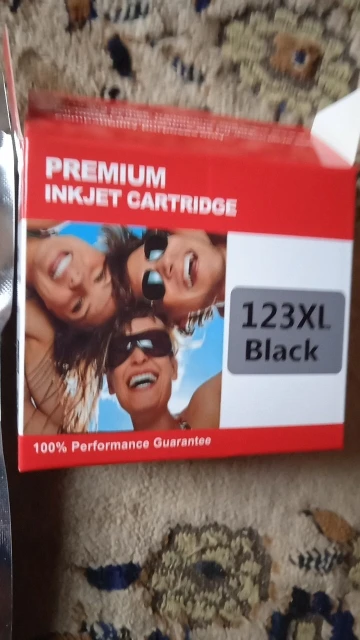 PREMIUM
INKJET CARTRIDGE
123XL
Black
100% Performance Guarantee